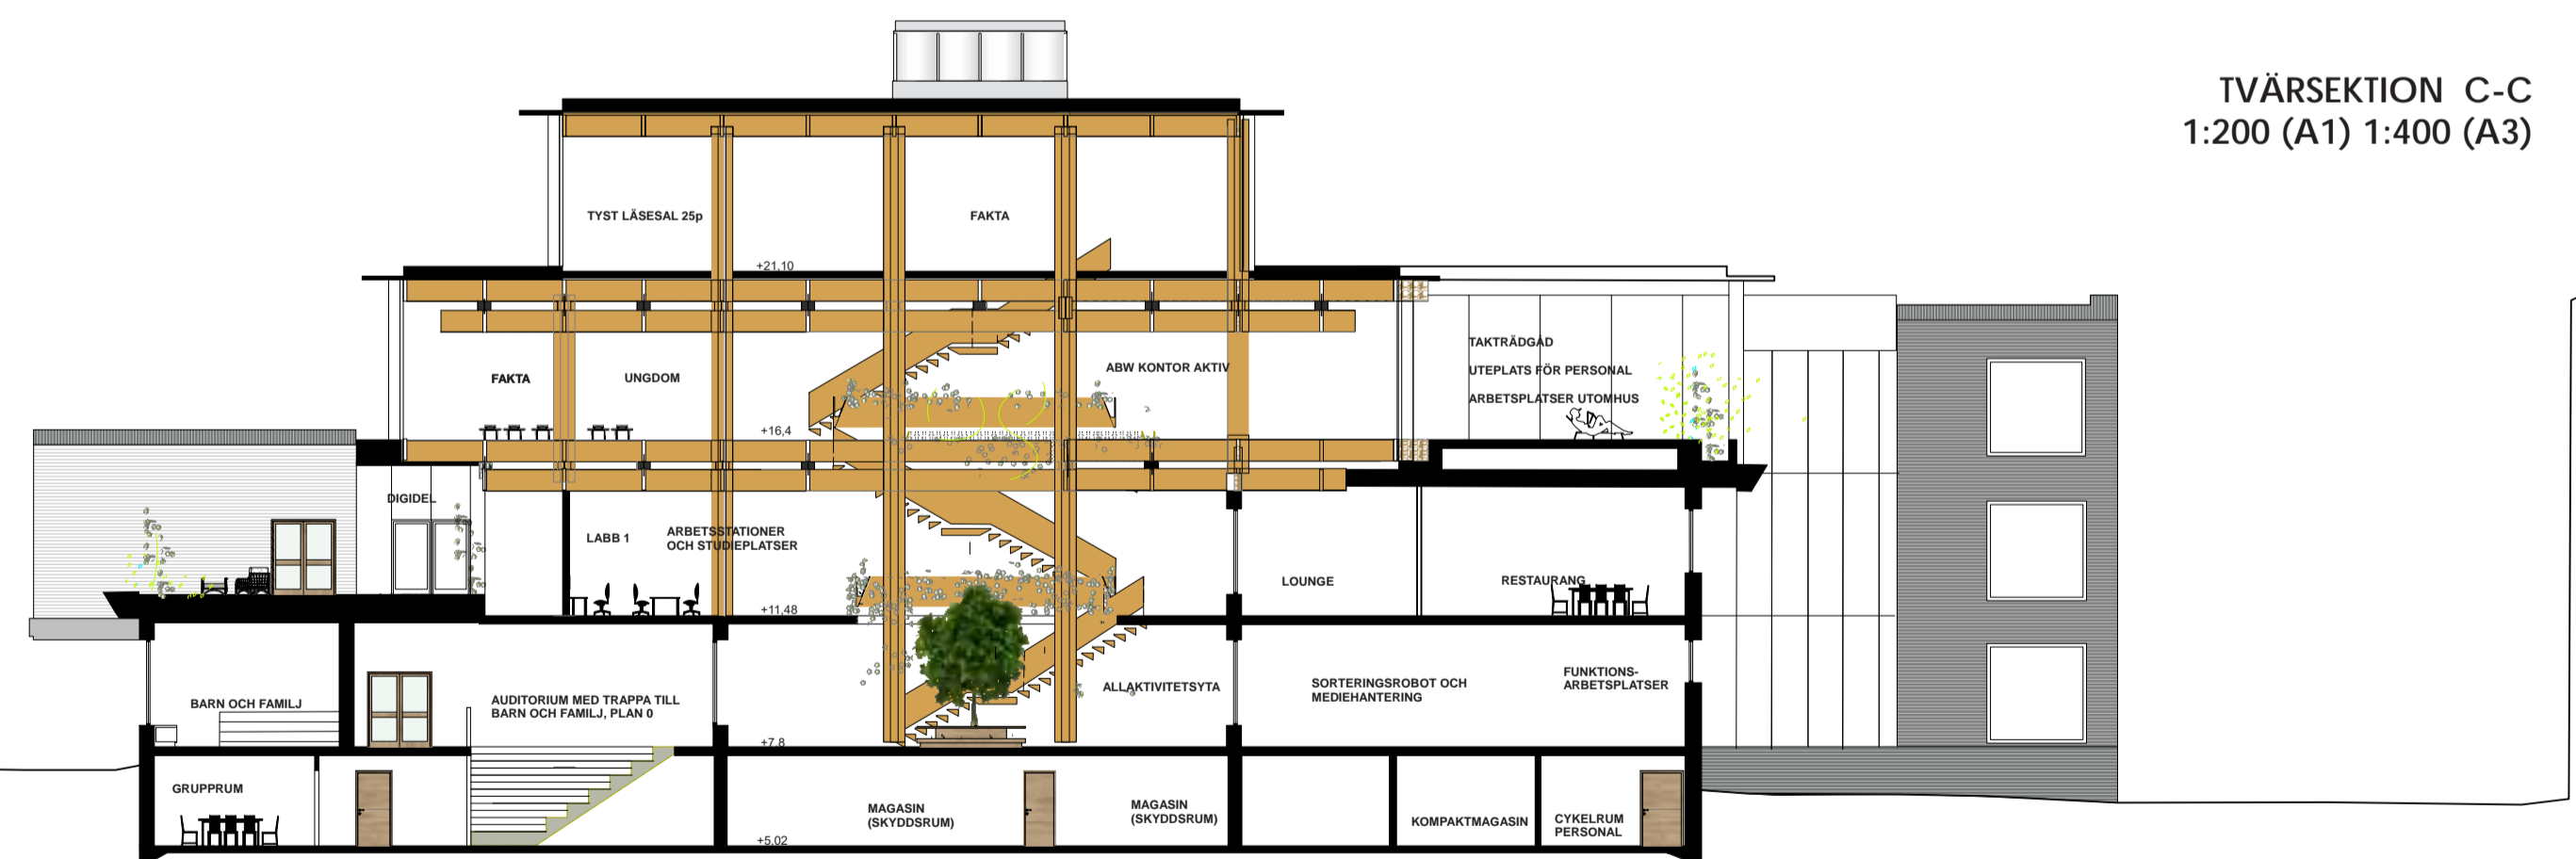 TVÄRSEKTION C-C
1:200 (A1) 1:400 (A3)
TYST LÄSESAL 25p
FAKTA
+21,10
FAKTA
UNGDOM
ABW KONTOR AKTIV
TAKTRÄDGÅD
UTEPLATS FÖR PERSONAL
ARBETSPLATSER UTOMHUS
+16,4
DIGIDEL
LABB 1
ARBETSSTATIONER
OCH STUDIEPLATSER
LOUNGE
RESTAURANG
+11,48
BARN OCH FAMILJ
AUDITORIUM MED TRAPPA TILL
BARN OCH FAMILJ, PLAN 0
ALLAKTIVITETSYTA
SORTERINGSROBOT OCH
MEDIEHANTERING
FUNKTIONS-
ARBETSPLATSER
+7,8
GRUPPRUM
MAGASIN
(SKYDDSRUM)
MAGASIN
(SKYDDSRUM)
KOMPAKTMAGASIN
CYKELRUM
PERSONAL
+5,02